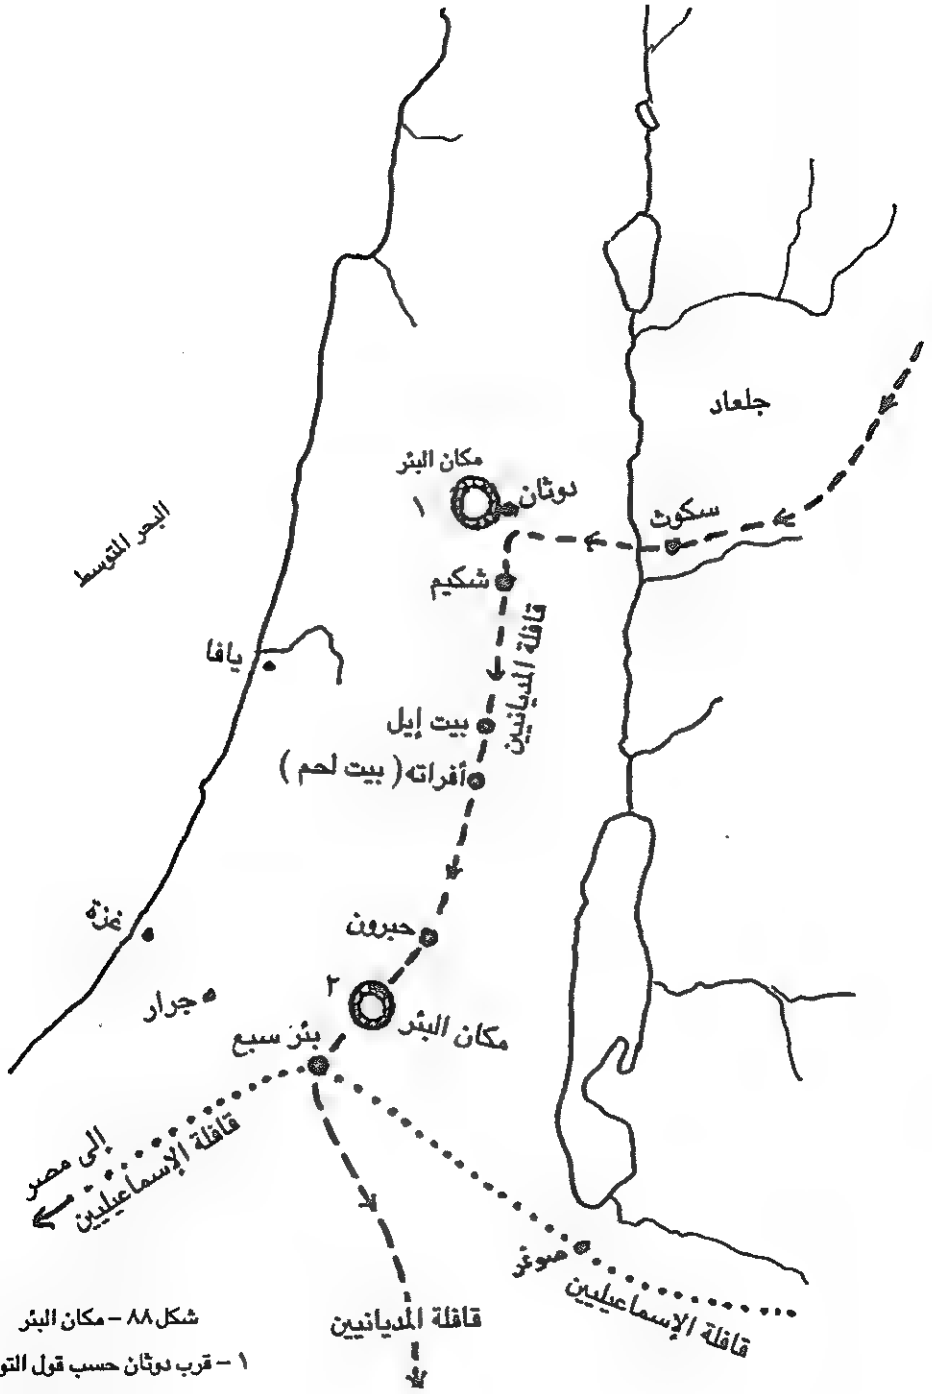 جلعاد
مكان البئر
١
دوثان
سكوث
البحر المتوسط
شكيم
قافلة المديانيين
يافا
بيت إيل
أفراته ( بيت لحم )
غزة
حبرون
جرار
٢
مكان البئر
بئر سبع
إلى مصر
قافلة الإسماعيليين
صوغر
قافلة الإسماعيليين
قافلة المديانيين
شكل ٨٨ – مكان البئر
١ – قرب دوثان حسب قول